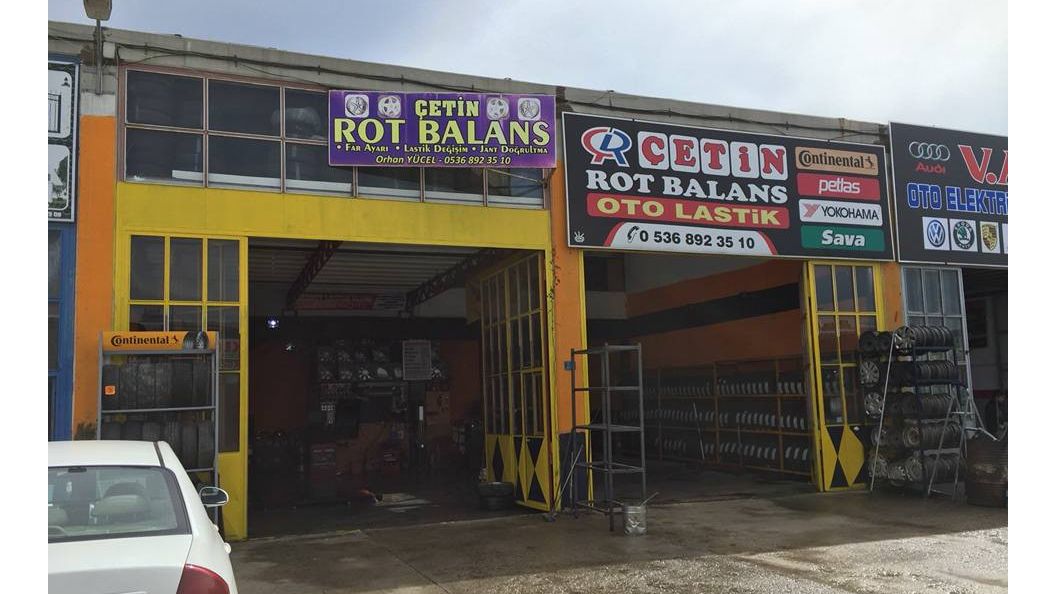 ÇETİN
ROT BALANS
• Far Ayarı • Lastik Değişim • Jant Doğrultma
Orhan YÜCEL - 0536 892 35 10
ÇETİN
ROT BALANS
OTO LASTİK
0 536 892 35 10
Continental
petlas
YOKOHAMA
Sava
Audi
V.A
OTO ELEKTR
Continental